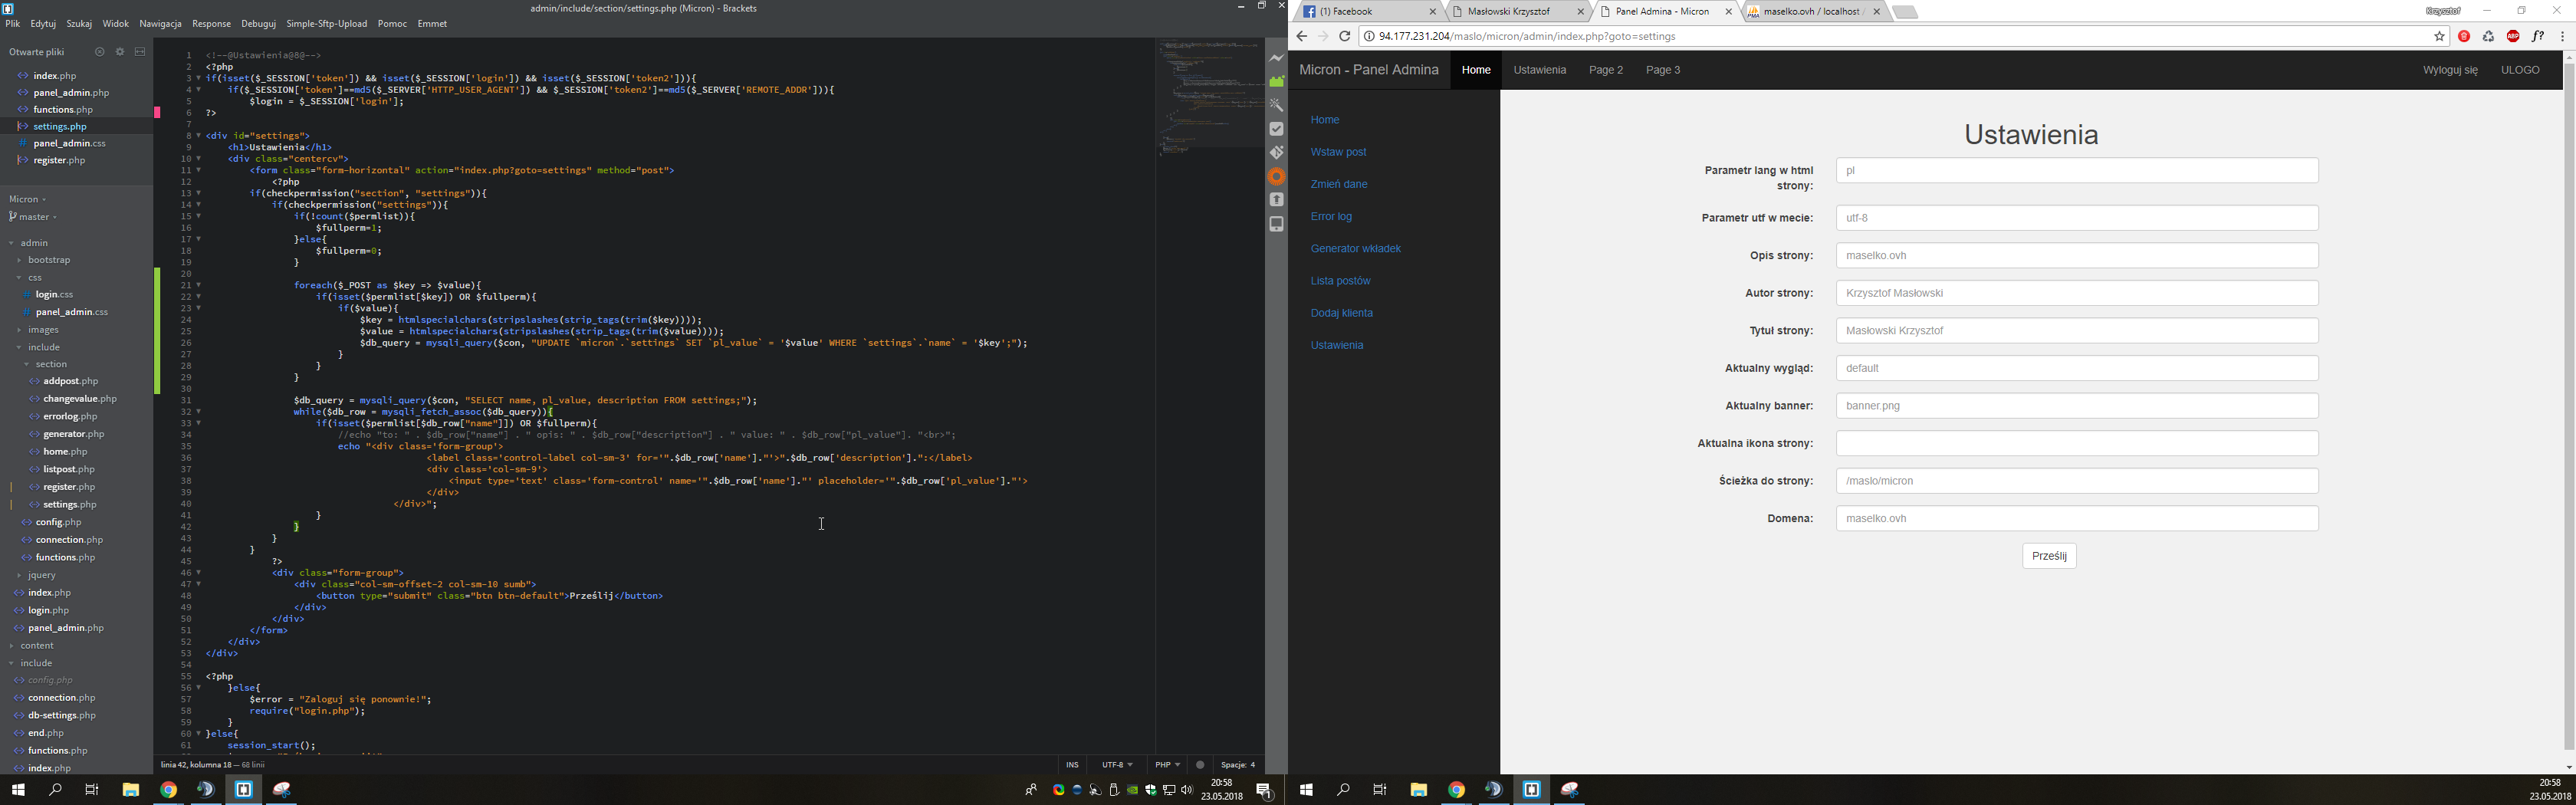 admin/include/section/settings.php (Micron) - Brackets
Plik Edytuj Szukaj Widok Nawigacja Response Debuguj Simple-Sftp-Upload Pomoc Emmet
Otwarte pliki
index.php
panel_admin.php
functions.php
settings.php
panel_admin.css
register.php
Micron
master
admin
bootstrap
css
login.css
panel_admin.css
images
include
section
addpost.php
changevalue.php
errorlog.php
generator.php
home.php
listpost.php
register.php
settings.php
config.php
connection.php
functions.php
jquery
index.php
login.php
panel_admin.php
content
include
config.php
connection.php
db-settings.php
end.php
functions.php
index.php
1 <!--@Ustawienia@8@-->
2 <?php
3 if(isset($_SESSION['token']) && isset($_SESSION['login']) && isset($_SESSION['token2'])){
4 if($_SESSION['token']==md5($_SERVER['HTTP_USER_AGENT']) && $_SESSION['token2']==md5($_SERVER['REMOTE_ADDR'])){
5 $login = $_SESSION['login'];
6 ?>
7
8 <div id="settings">
9 <h1>Ustawienia</h1>
10 <div class="centercv">
11 <form class="form-horizontal" action="index.php?goto=settings" method="post">
12 <?php
13 if(checkpermission("section", "settings")){
14 if(checkpermission("settings")){
15 if(!count($permlist)){
16 $fullperm=1;
17 }else{
18 $fullperm=0;
19 }
20
21 foreach($_POST as $key => $value){
22 if(isset($permlist[$key]) OR $fullperm){
23 if($value){
24 $key = htmlspecialchars(stripslashes(strip_tags(trim($key))));
25 $value = htmlspecialchars(stripslashes(strip_tags(trim($value))));
26 $db_query = mysqli_query($con, "UPDATE `micron`.`settings` SET `pl_value` = '$value' WHERE `settings`.`name` = '$key';");
27 }
28 }
29 }
30
31 $db_query = mysqli_query($con, "SELECT name, pl_value, description FROM settings;");
32 while($db_row = mysqli_fetch_assoc($db_query)){
33 if(isset($permlist[$db_row["name"]]) OR $fullperm){
34 //echo "to: " . $db_row["name"] . " opis: " . $db_row["description"] . " value: " . $db_row["pl_value"]. "<br>";
35 echo "<div class='form-group'>
36 <label class='control-label col-sm-3' for='".$db_row['name']."'>".$db_row['description'].":</label>
37 <div class='col-sm-9'>
38 <input type='text' class='form-control' name='".$db_row['name']."' placeholder='".$db_row['pl_value']."'>
39 </div>
40 </div>";
41 }
42 }
43 }
44 }
45 ?>
46 <div class="form-group">
47 <div class="col-sm-offset-2 col-sm-10 sumb">
48 <button type="submit" class="btn btn-default">Prześlij</button>
49 </div>
50 </div>
51 </form>
52 </div>
53 </div>
54
55 <?php
56 }else{
57 $error = "Zaloguj się ponownie!";
58 require("login.php");
59 }
60 }else{
61 session_start();
linia 42, kolumna 18 — 68 linii
INS UTF-8 PHP Spacje: 4
20:58
23.05.2018
1
(1) Facebook
Masłowski Krzysztof
Panel Admina - Micron
maselko.ovh / localhost /
Krzysztof
94.177.231.204/maslo/micron/admin/index.php?goto=settings
ABP
f?
Micron - Panel Admina Home Ustawienia Page 2 Page 3 Wyloguj się ULOGO
Home
Wstaw post
Zmień dane
Error log
Generator wkładek
Lista postów
Dodaj klienta
Ustawienia
Ustawienia
Parametr lang w html strony: pl
Parametr utf w mecie: utf-8
Opis strony: maselko.ovh
Autor strony: Krzysztof Masłowski
Tytuł strony: Masłowski Krzysztof
Aktualny wygląd: default
Aktualny banner: banner.png
Aktualna ikona strony:
Ścieżka do strony: /maslo/micron
Domena: maselko.ovh
Prześlij
20:58
23.05.2018